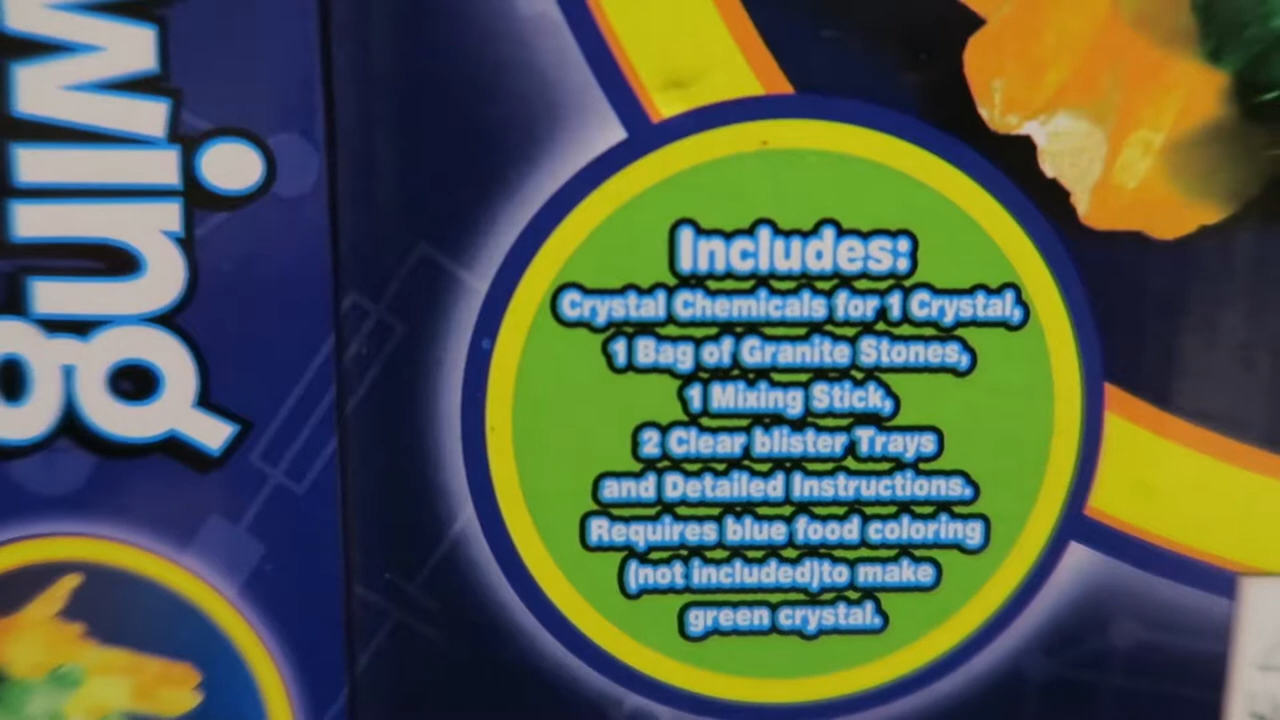 wing
Includes:
Crystal Chemicals for 1 Crystal,
1 Bag of Granite Stones,
1 Mixing Stick,
2 Clear blister Trays
and Detailed Instructions.
Requires blue food coloring
(not included)to make
green crystal.